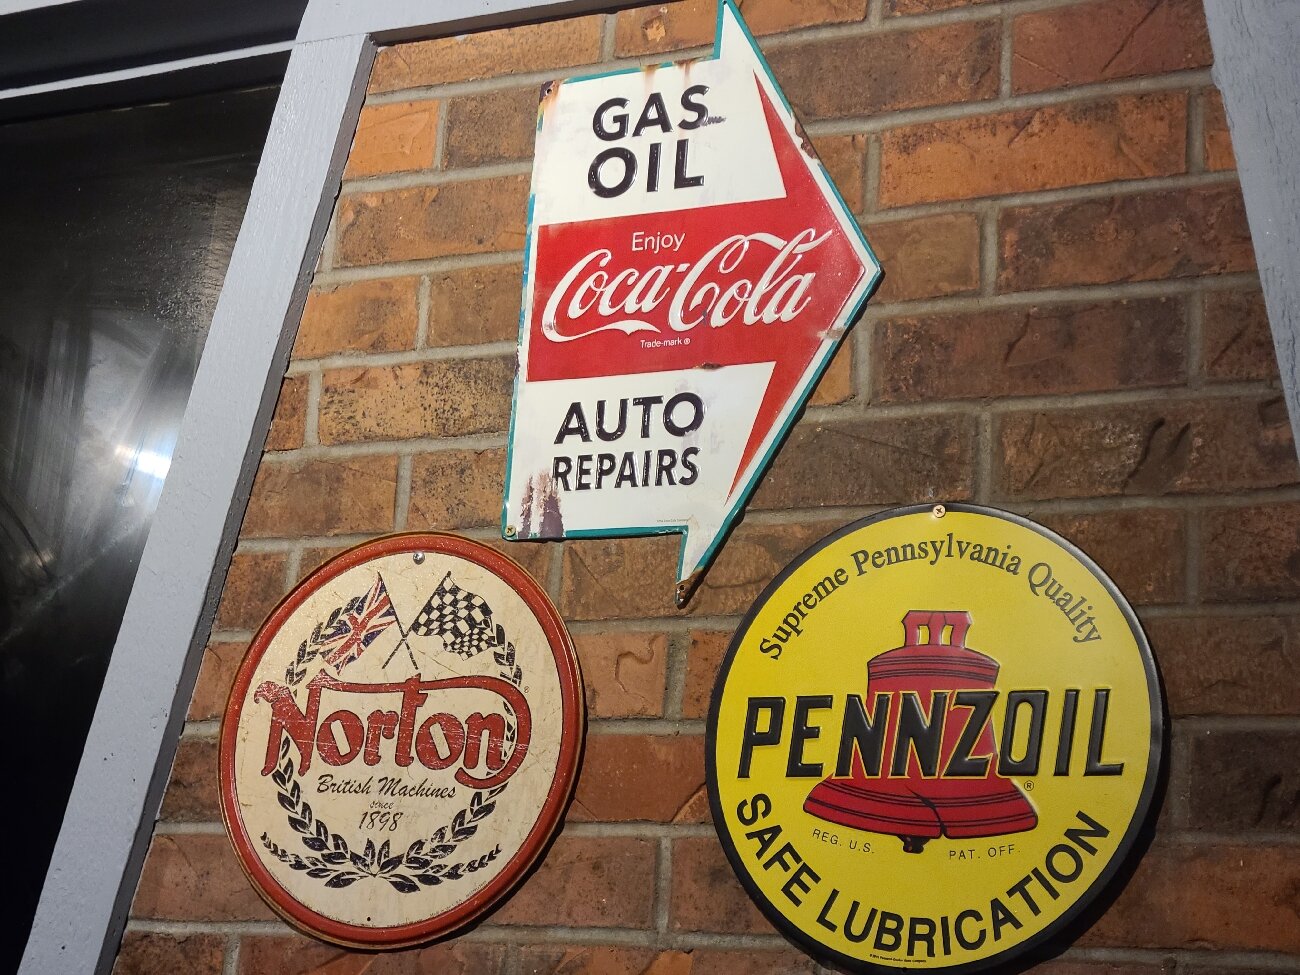 GAS
OIL
Enjoy
Coca-Cola
Trade-mark ®
AUTO
REPAIRS
Norton®
British Machines
since
1898
Supreme Pennsylvania Quality
PENNZOIL®
REG. U.S. PAT. OFF.
SAFE LUBRICATION